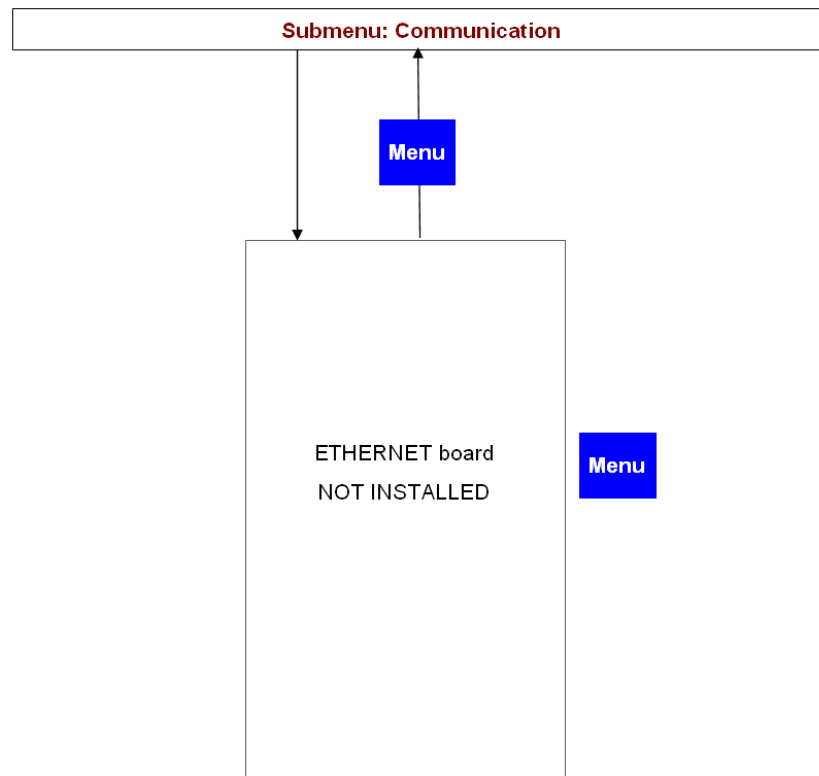 Submenu: Communication
Menu
ETHERNET board
Menu
NOT INSTALLED